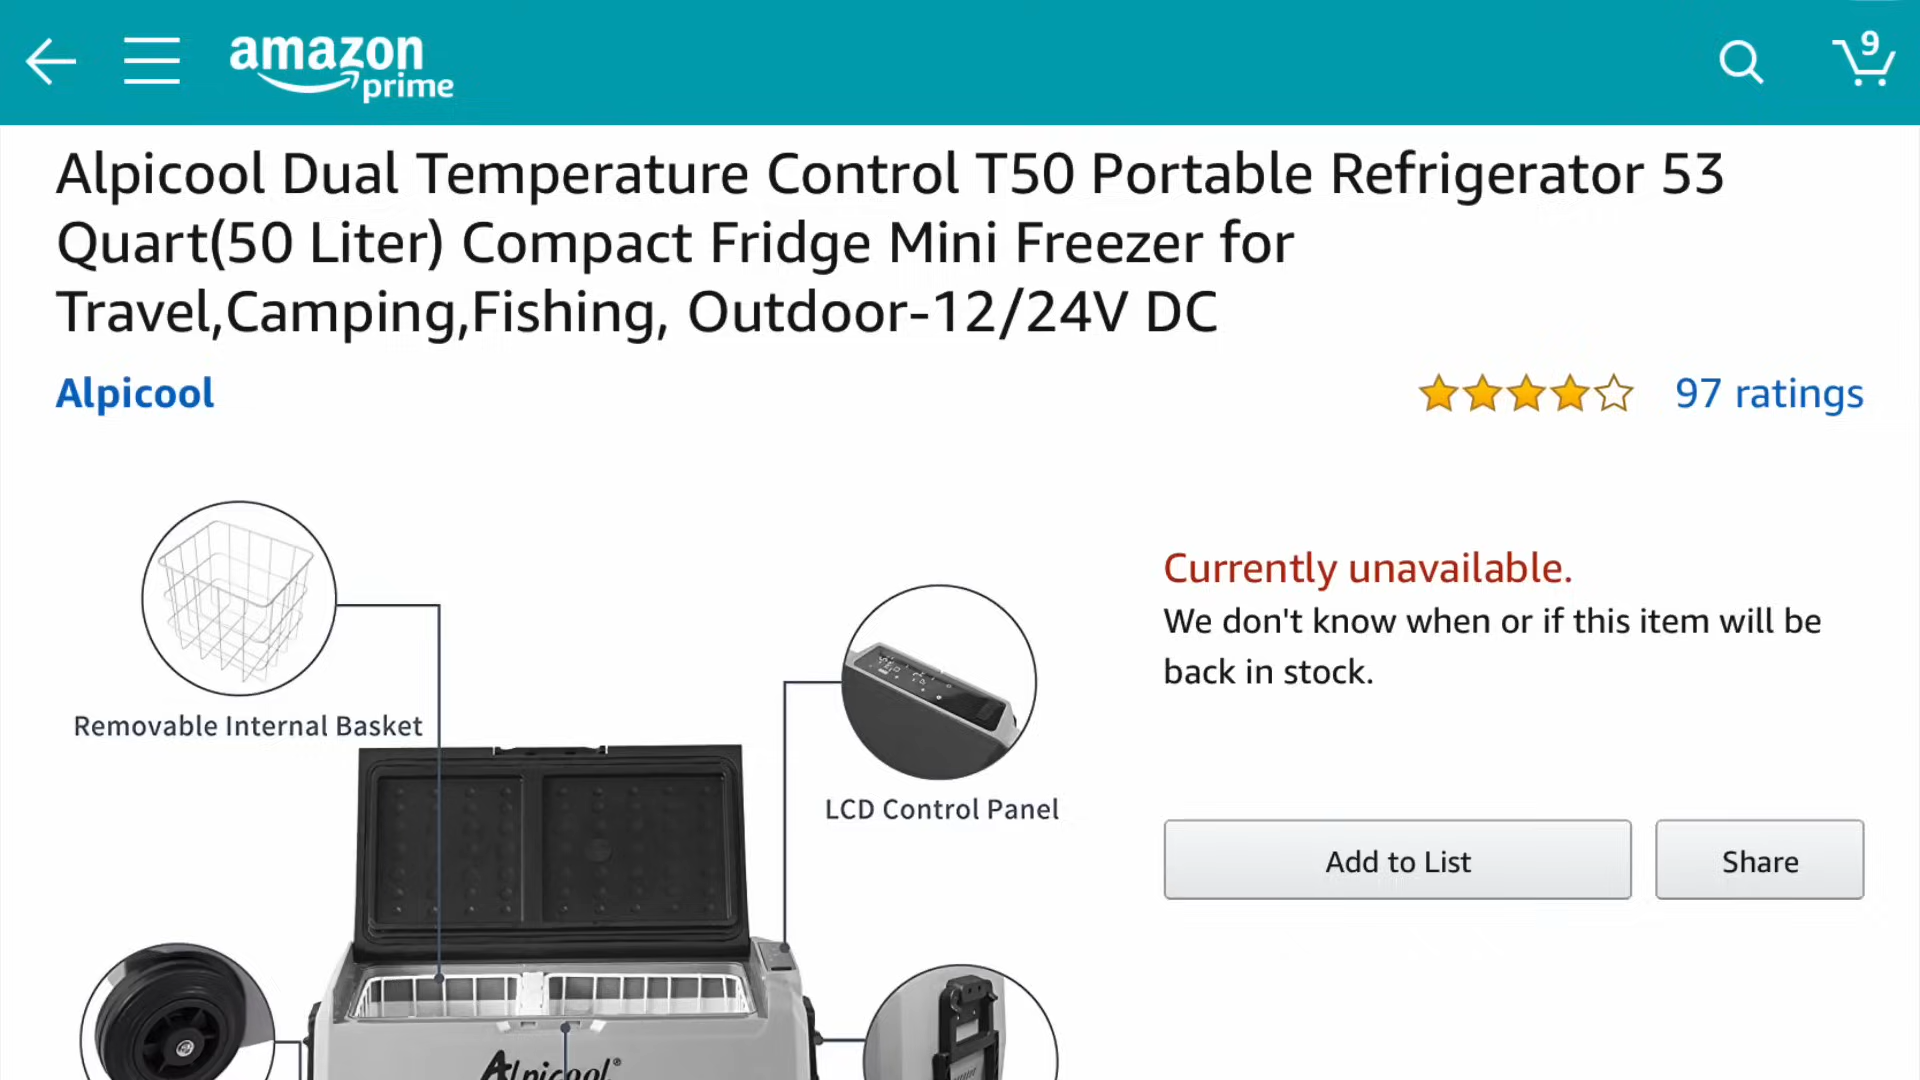 amazon
prime
9
Alpicool Dual Temperature Control T50 Portable Refrigerator 53
Quart(50 Liter) Compact Fridge Mini Freezer for
Travel,Camping,Fishing, Outdoor-12/24V DC
Alpicool
97 ratings
Currently unavailable.
We don't know when or if this item will be
back in stock.
Removable Internal Basket
LCD Control Panel
Add to List
Share
Alpicool®